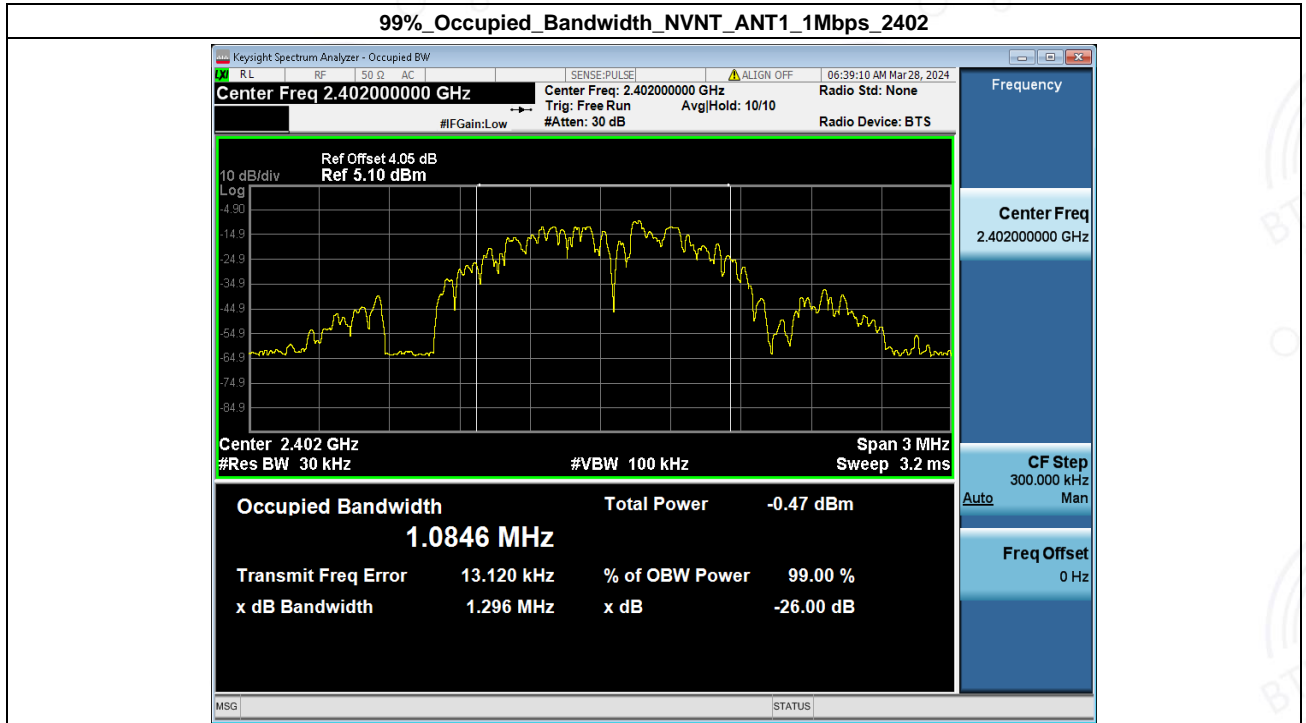 99%_Occupied_Bandwidth_NVNT_ANT1_1Mbps_2402
Keysight Spectrum Analyzer - Occupied BW
LXI RL RF 50 Ω AC SENSE:PULSE ALIGN OFF 06:39:10 AM Mar 28, 2024
Center Freq 2.402000000 GHz Center Freq: 2.402000000 GHz Radio Std: None
Trig: Free Run Avg|Hold: 10/10
#IFGain:Low #Atten: 30 dB Radio Device: BTS
Ref Offset 4.05 dB
10 dB/div Ref 5.10 dBm
Log
-4.90
-14.9
-24.9
-34.9
-44.9
-54.9
-64.9
-74.9
-84.9
Center 2.402 GHz Span 3 MHz
#Res BW 30 kHz #VBW 100 kHz Sweep 3.2 ms
Occupied Bandwidth Total Power -0.47 dBm
1.0846 MHz
Transmit Freq Error 13.120 kHz % of OBW Power 99.00 %
x dB Bandwidth 1.296 MHz x dB -26.00 dB
MSG STATUS
Frequency
Center Freq
2.402000000 GHz
CF Step
300.000 kHz
Auto Man
Freq Offset
0 Hz